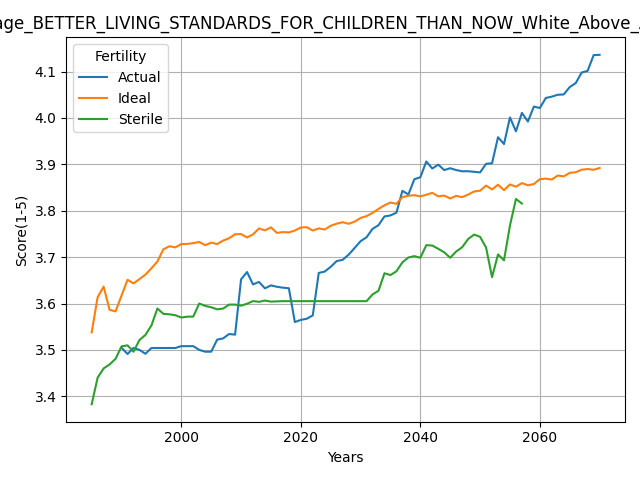 age_BETTER_LIVING_STANDARDS_FOR_CHILDREN_THAN_NOW_White_Above_
Fertility
Actual
Ideal
Sterile
Score(1-5)
4.1
4.0
3.9
3.8
3.7
3.6
3.5
3.4
2000
2020
2040
2060
Years